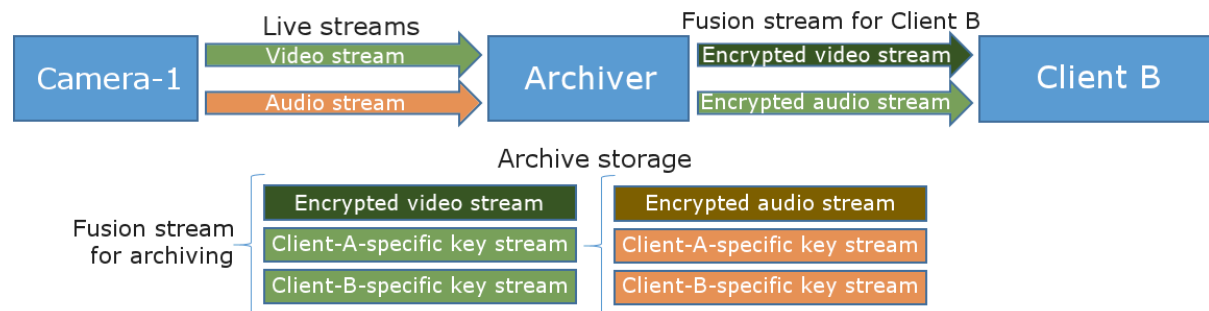 Live streams
Fusion stream for Client B
Camera-1
Video stream
Audio stream
Archiver
Encrypted video stream
Encrypted audio stream
Client B
Archive storage
Fusion stream
for archiving
Encrypted video stream
Client-A-specific key stream
Client-B-specific key stream
Encrypted audio stream
Client-A-specific key stream
Client-B-specific key stream